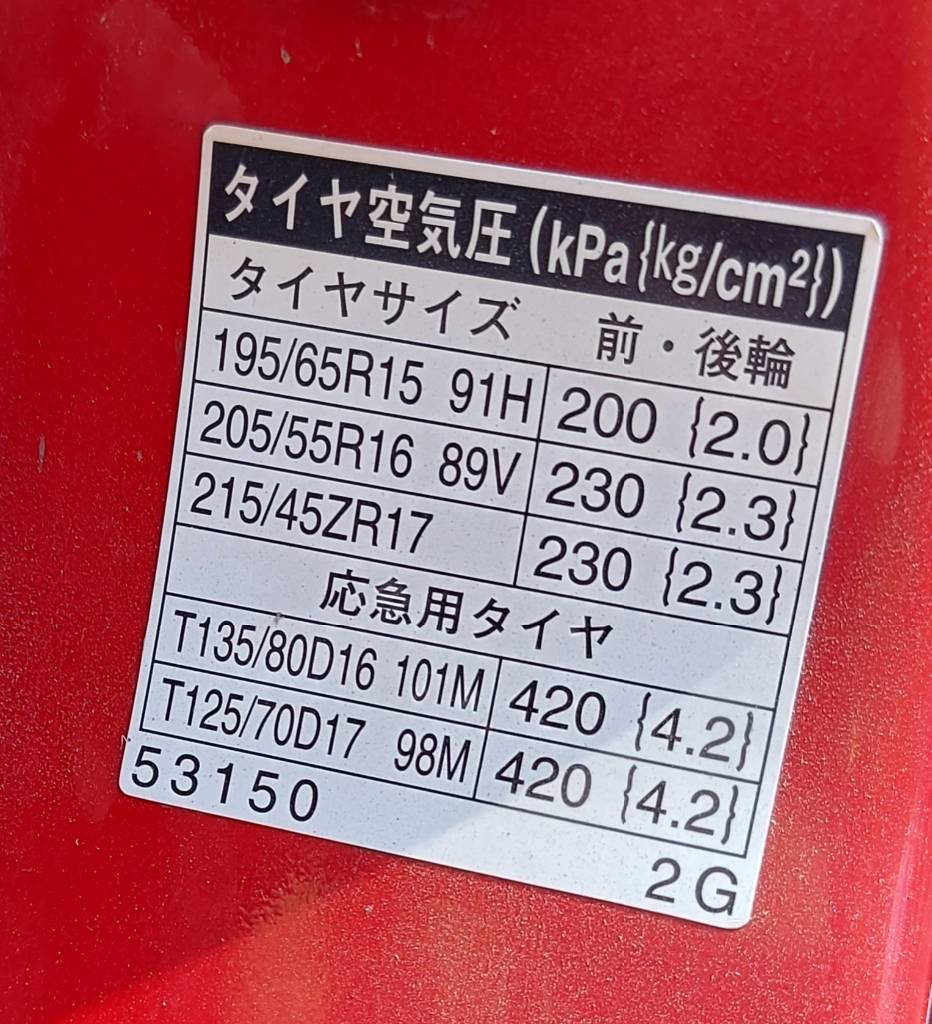 タイヤ空気圧(kPa{kg/cm²})
タイヤサイズ 前・後輪
195/65R15 91H 200 {2.0}
205/55R16 89V 230 {2.3}
215/45ZR17 230 {2.3}
応急用タイヤ
T135/80D16 101M 420 {4.2}
T125/70D17 98M 420 {4.2}
53150
2G